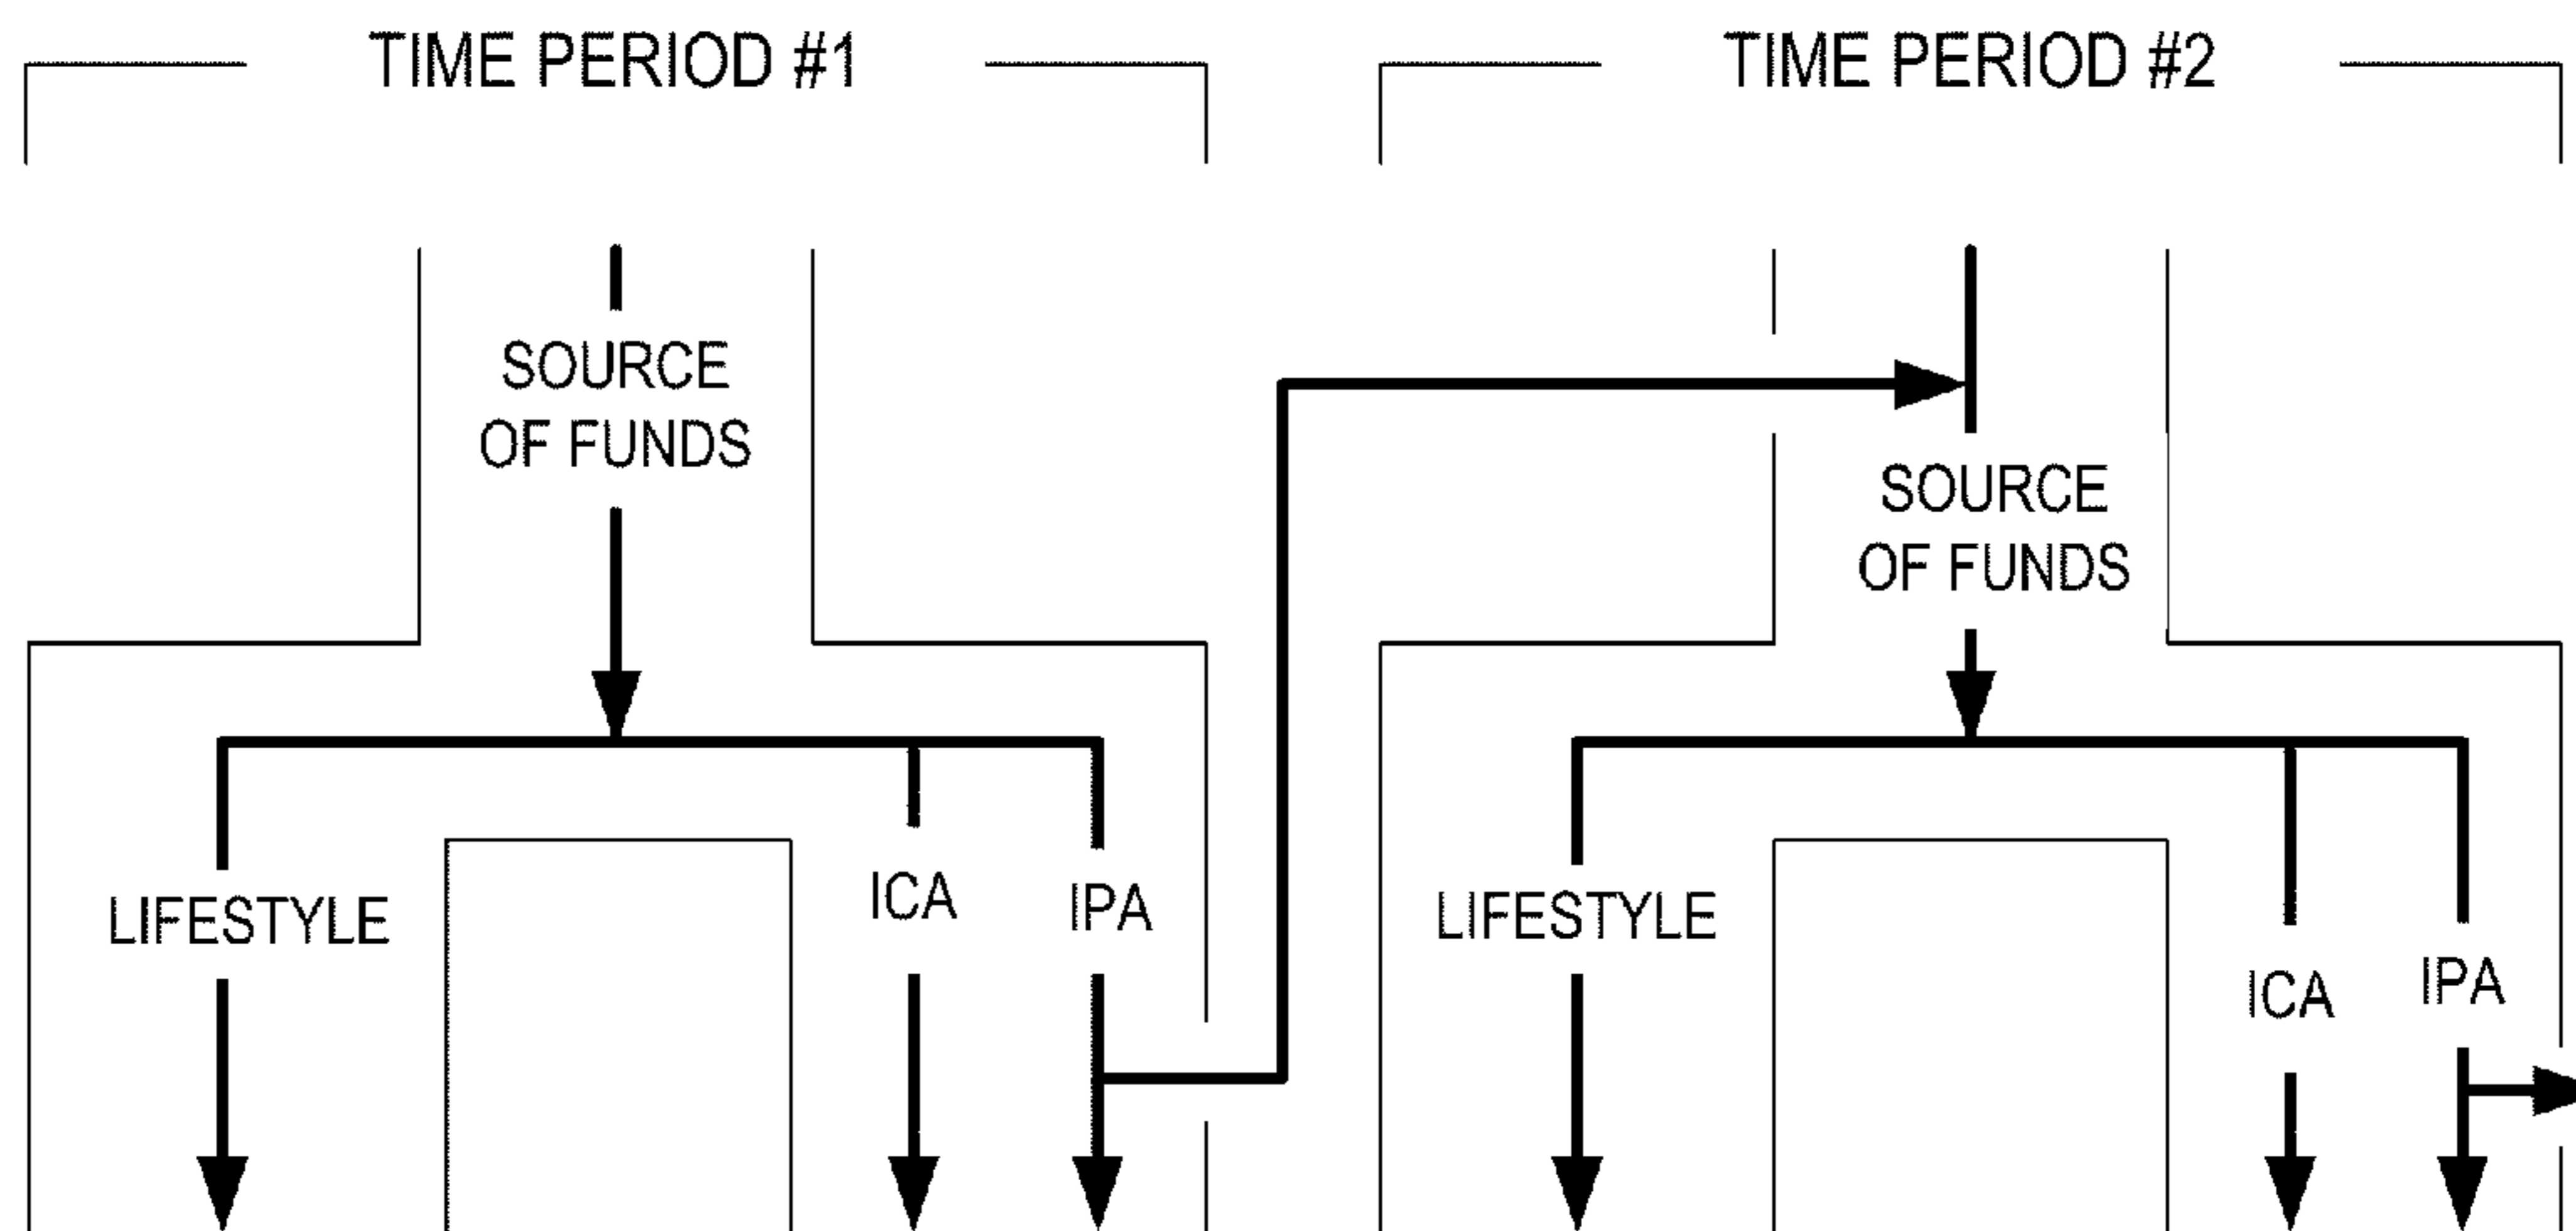 TIME PERIOD #1
TIME PERIOD #2
SOURCE
OF FUNDS
SOURCE
OF FUNDS
LIFESTYLE
ICA
IPA
LIFESTYLE
ICA
IPA